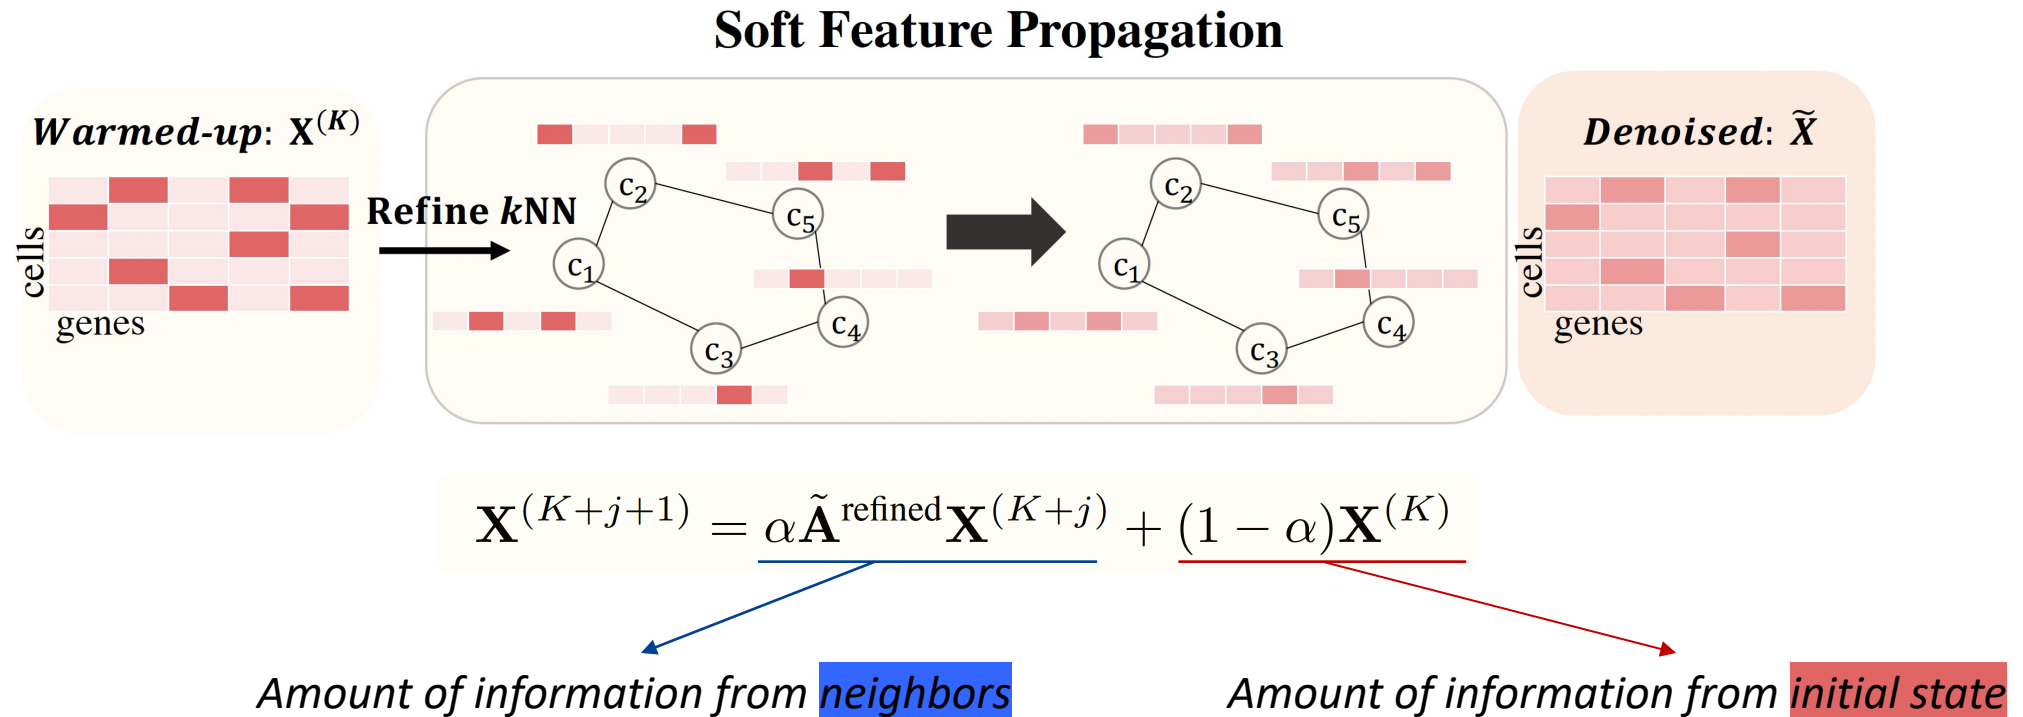 Soft Feature Propagation
Warmed-up: X^(K)
cells
genes
Refine kNN
c₂
c₅
c₁
c₄
c₃
c₂
c₅
c₁
c₄
c₃
Denoised: X̃
cells
genes
X^(K+j+1) = αÃ^refined X^(K+j) + (1 − α)X^(K)
Amount of information from neighbors
Amount of information from initial state